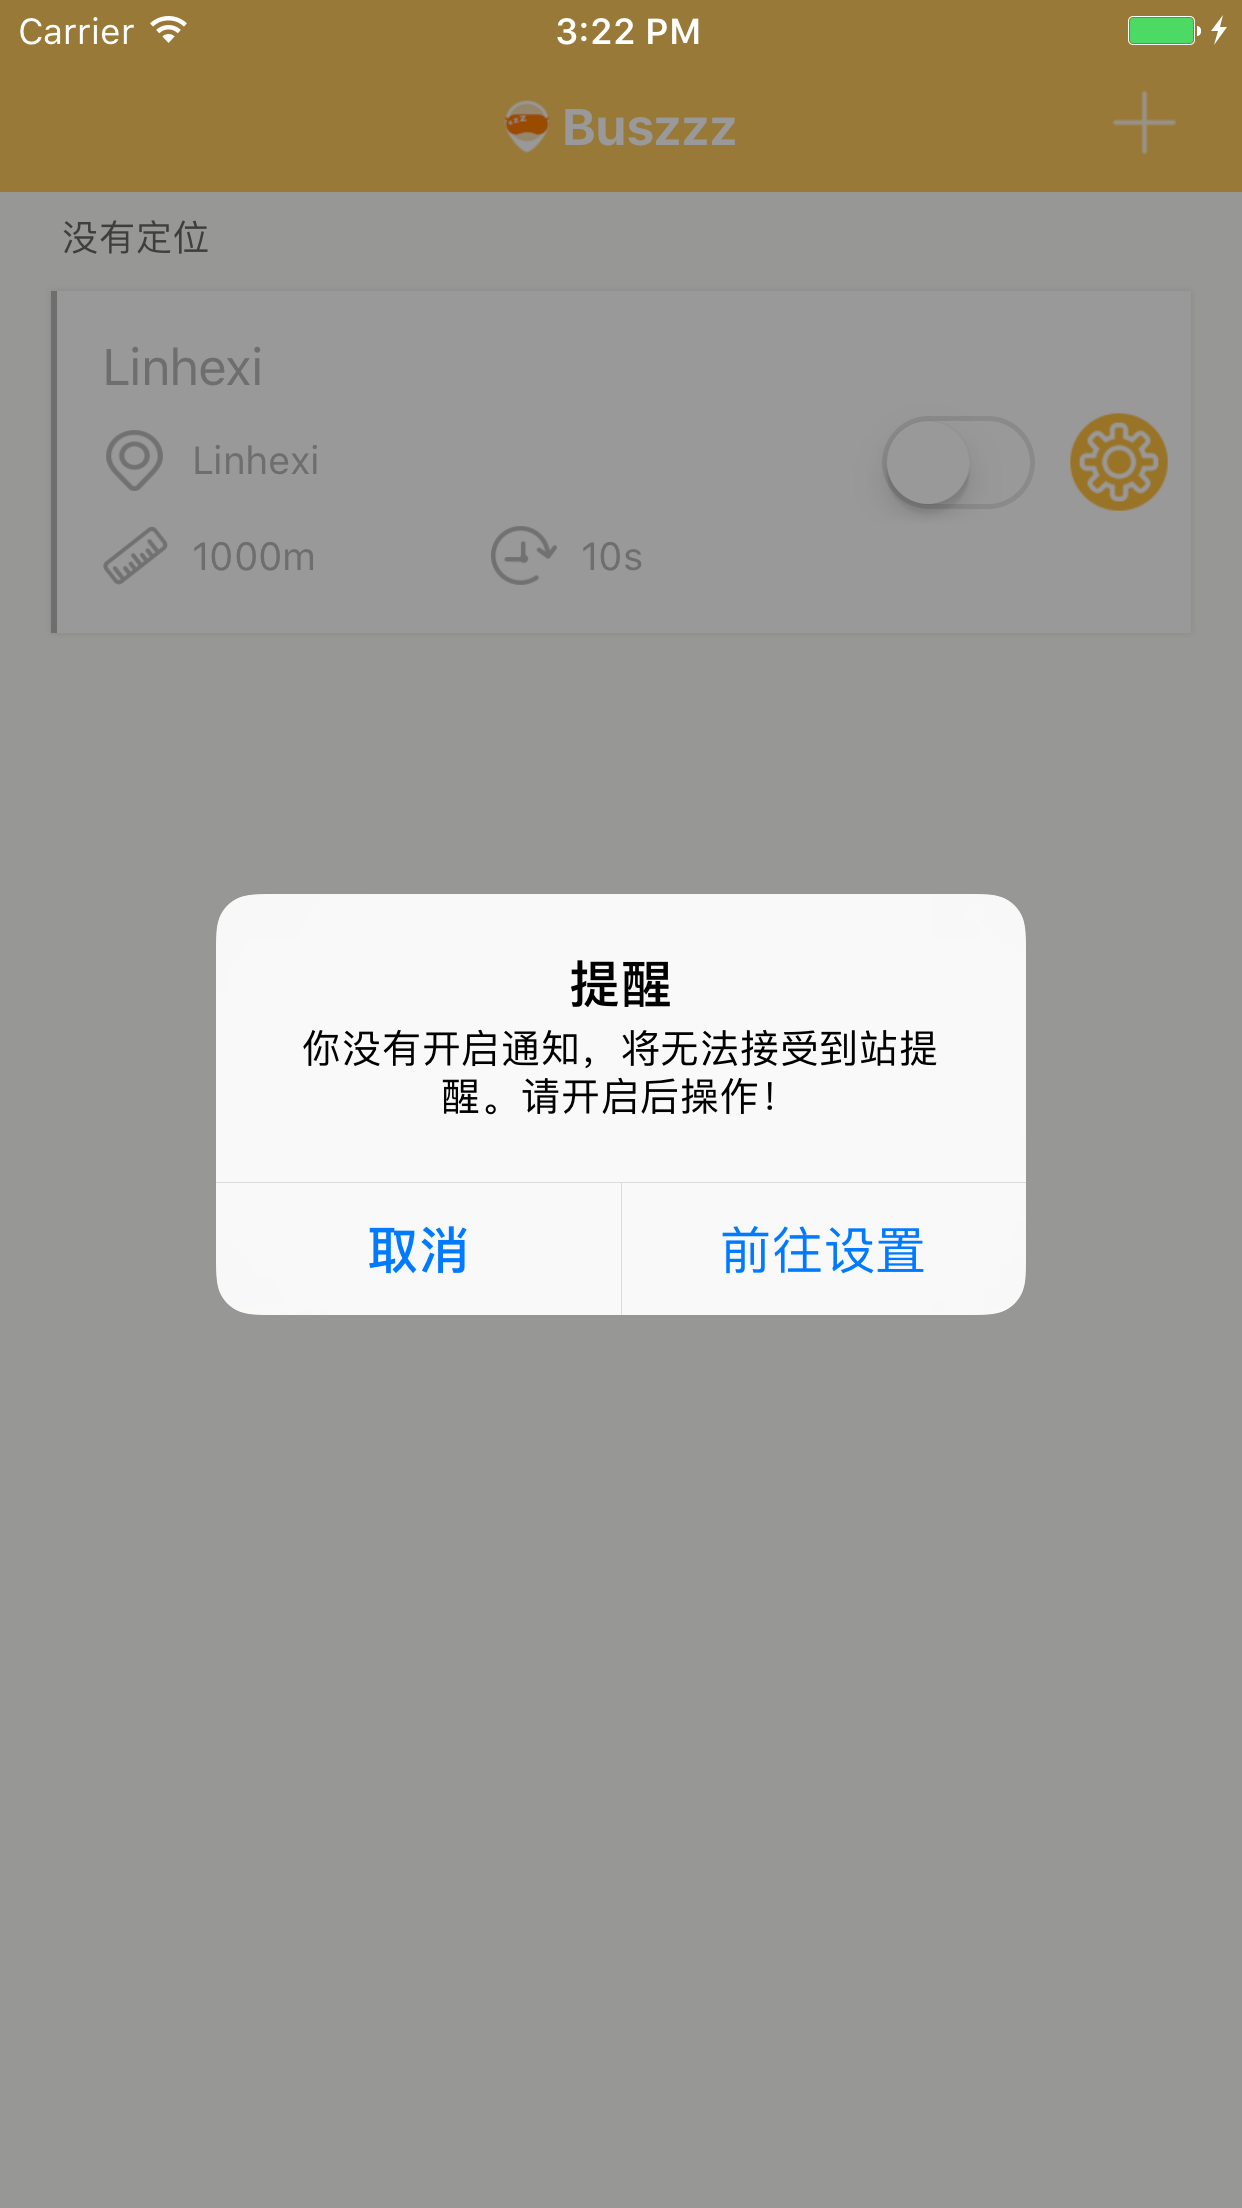 Carrier 3:22 PM
Buszzz
没有定位
Linhexi
Linhexi
1000m 10s
提醒
你没有开启通知，将无法接受到站提
醒。请开启后操作！
取消 前往设置